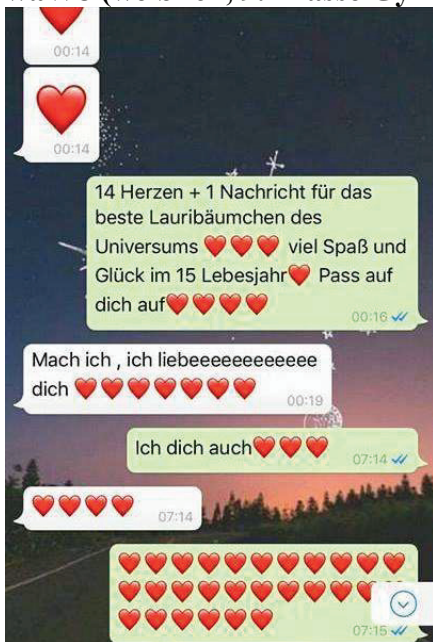 00:14
❤️
00:14
14 Herzen + 1 Nachricht für das
beste Lauribäumchen des
Universums ❤️❤️❤️ viel Spaß und
Glück im 15 Lebesjahr❤️ Pass auf
dich auf❤️❤️❤️❤️
00:16
Mach ich , ich liebeeeeeeeeeeeee
dich ❤️❤️❤️❤️❤️❤️❤️
00:19
Ich dich auch❤️❤️❤️
07:14
❤️❤️❤️❤️
07:14
❤️❤️❤️❤️❤️❤️❤️❤️❤️❤️❤️
❤️❤️❤️❤️❤️❤️❤️❤️❤️❤️❤️
❤️❤️❤️❤️❤️❤️
07:15